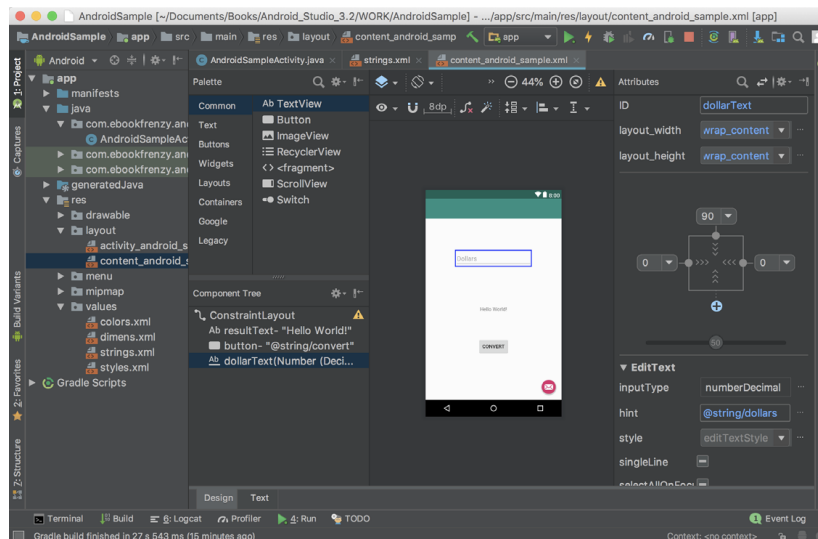 AndroidSample [~/Documents/Books/Android_Studio_3.2/WORK/AndroidSample] - .../app/src/main/res/layout/content_android_sample.xml [app]
AndroidSample app src main res layout content_android_samp app
Android AndroidSampleActivity.java strings.xml content_android_sample.xml
1: Project
Captures
Build Variants
2: Favorites
Z: Structure
app
manifests
java
com.ebookfrenzy.an
AndroidSampleAc
com.ebookfrenzy.an
com.ebookfrenzy.an
generatedJava
res
drawable
layout
activity_android_s
content_android_s
menu
mipmap
values
colors.xml
dimens.xml
strings.xml
styles.xml
Gradle Scripts
Palette
Common
Text
Buttons
Widgets
Layouts
Containers
Google
Legacy
Ab TextView
Button
ImageView
RecyclerView
<> <fragment>
ScrollView
Switch
Component Tree
ConstraintLayout
Ab resultText- "Hello World!"
button- "@string/convert"
Ab dollarText(Number (Deci...
» 44%
8dp
8:00
Dollars
Hello World!
CONVERT
Attributes
ID dollarText
layout_width wrap_content
layout_height wrap_content
90
0 0
50
EditText
inputType numberDecimal
hint @string/dollars
style editTextStyle
singleLine
selectAllOnFocu
Design Text
Terminal Build 6: Logcat Profiler 4: Run TODO 1 Event Log
Gradle build finished in 27 s 543 ms (15 minutes ago) Context: <no context>